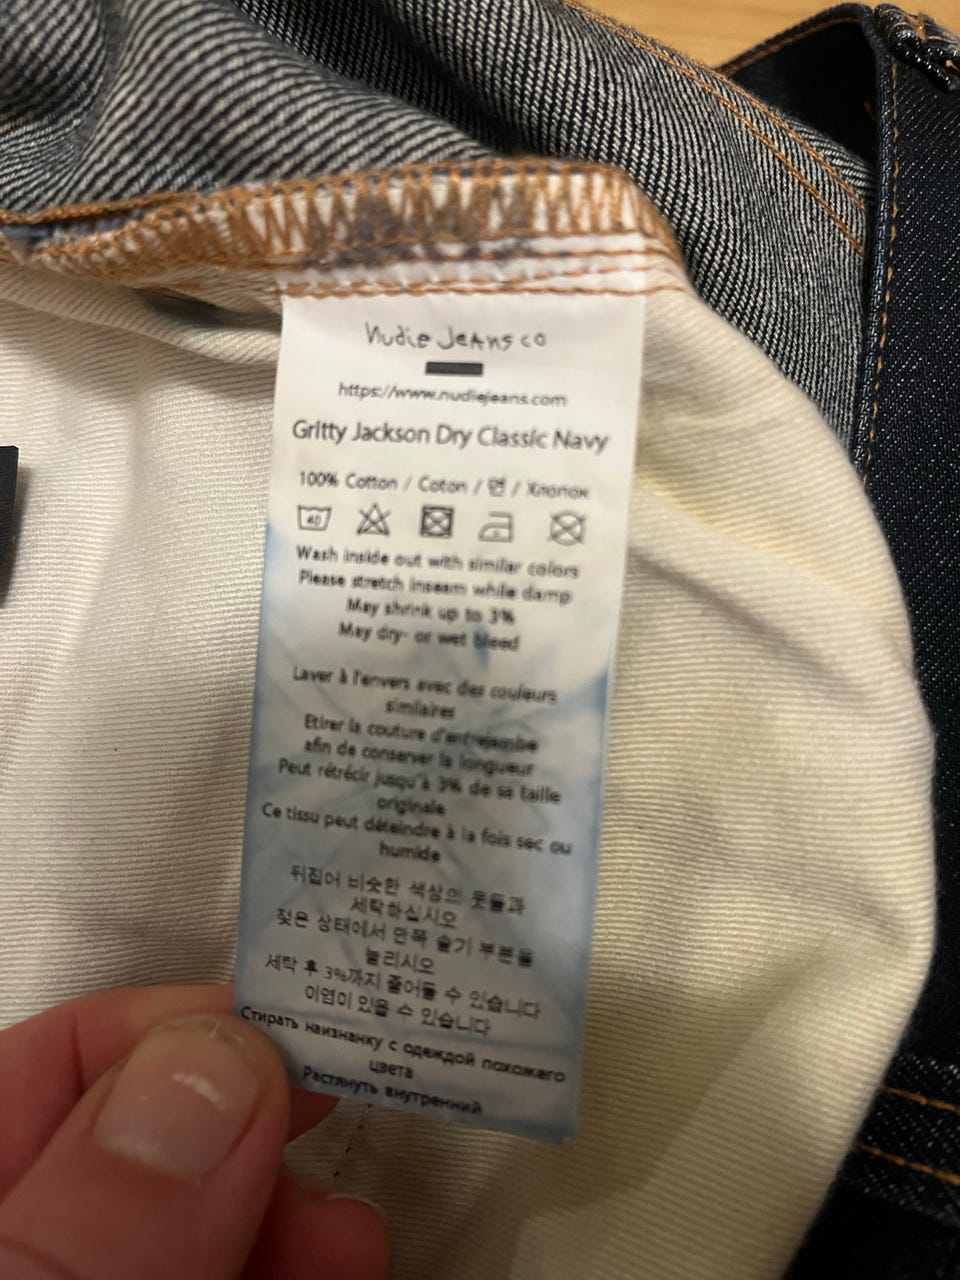 Nudie Jeans co
https://www.nudiejeans.com
Gritty Jackson Dry Classic Navy
100% Cotton / Coton / 면 / Хлопок
40
Wash inside out with similar colors
Please stretch inseam while damp
May shrink up to 3%
May dry- or wet bleed
Laver à l'envers avec des couleurs
similaires
Etirer la couture d'entrejambe
afin de conserver la longueur
Peut rétrécir jusqu'à 3% de sa taille
originale
Ce tissu peut déteindre à la fois sec ou
humide
뒤집어 비슷한 색상의 옷들과
세탁하십시오
젖은 상태에서 안쪽 솔기 부분을
늘리시오
세탁 후 3%까지 줄어들 수 있습니다
이염이 있을 수 있습니다
Стирать наизнанку с одеждой похожего
цвета
Растянуть внутренний